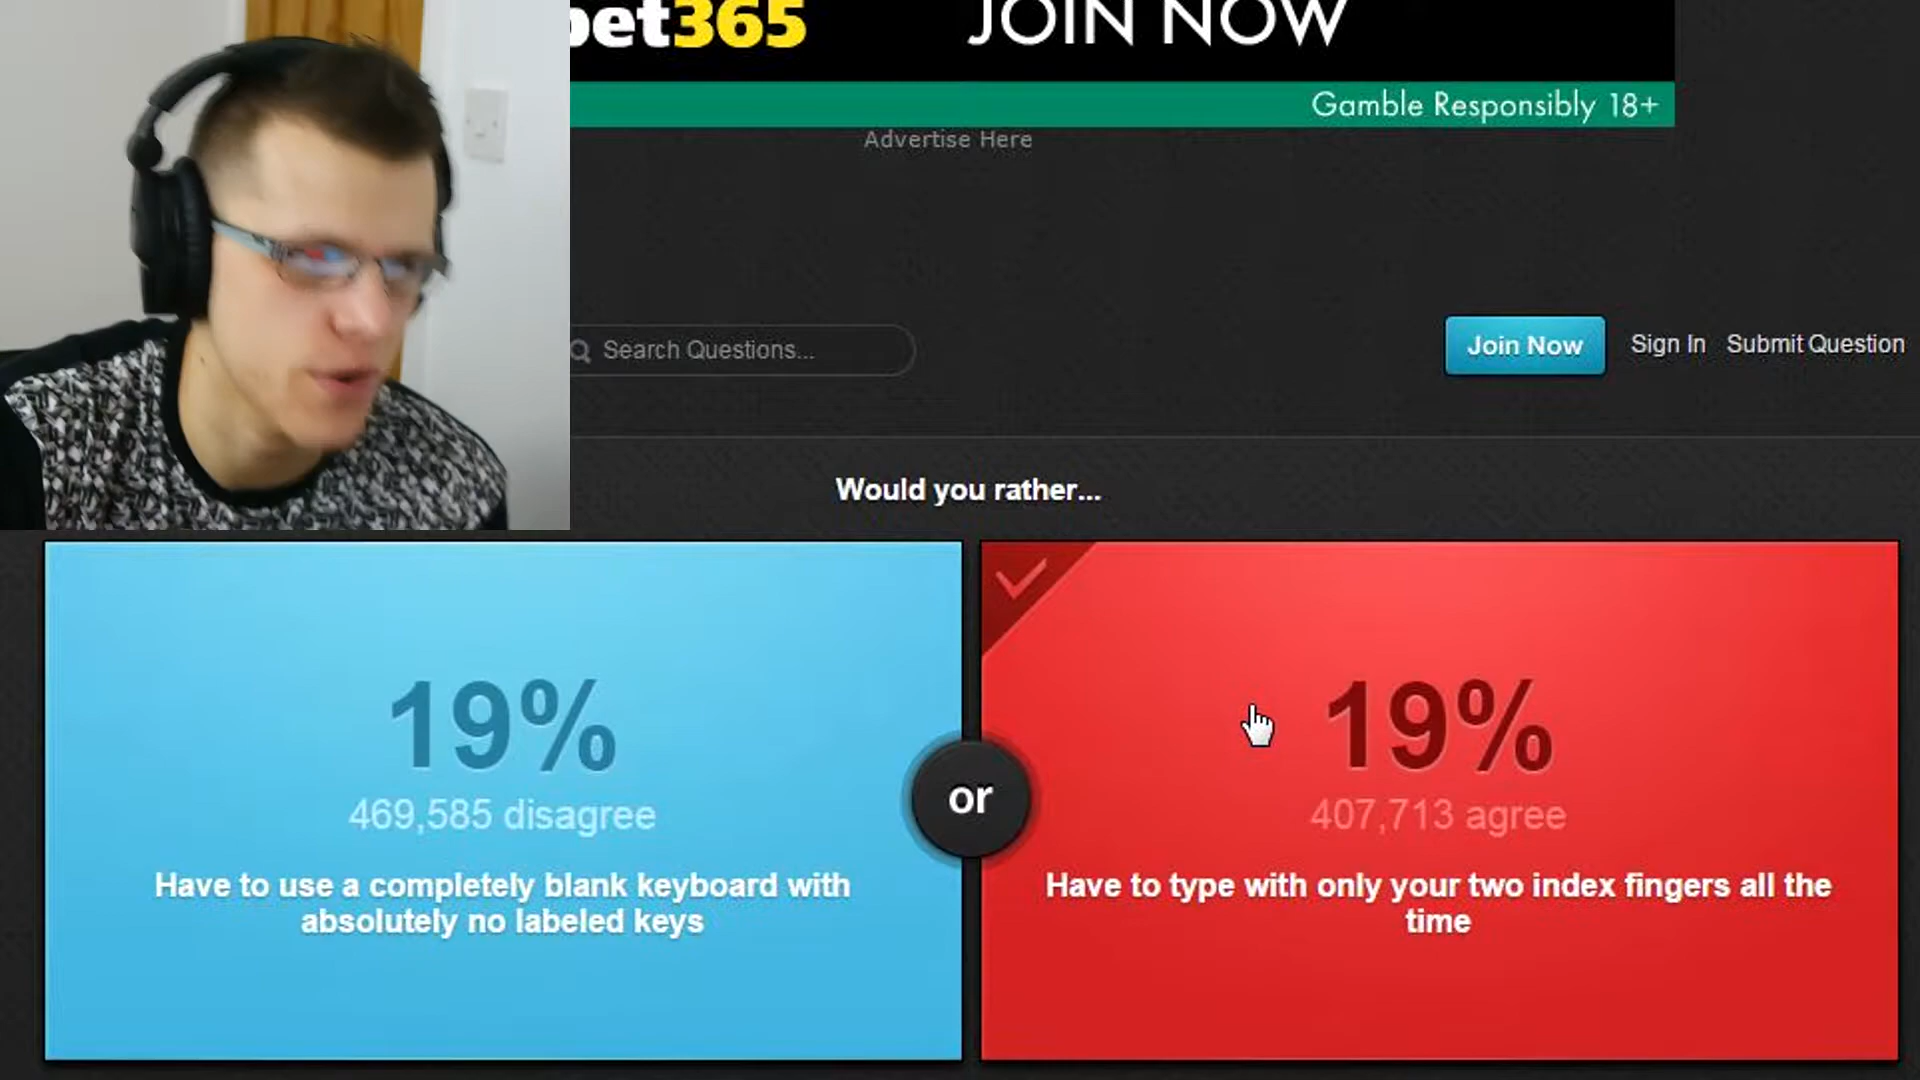 bet365
JOIN NOW
Gamble Responsibly 18+
Advertise Here
Search Questions...
Join Now
Sign In
Submit Question
Would you rather...
19%
469,585 disagree
Have to use a completely blank keyboard with
absolutely no labeled keys
or
19%
407,713 agree
Have to type with only your two index fingers all the
time